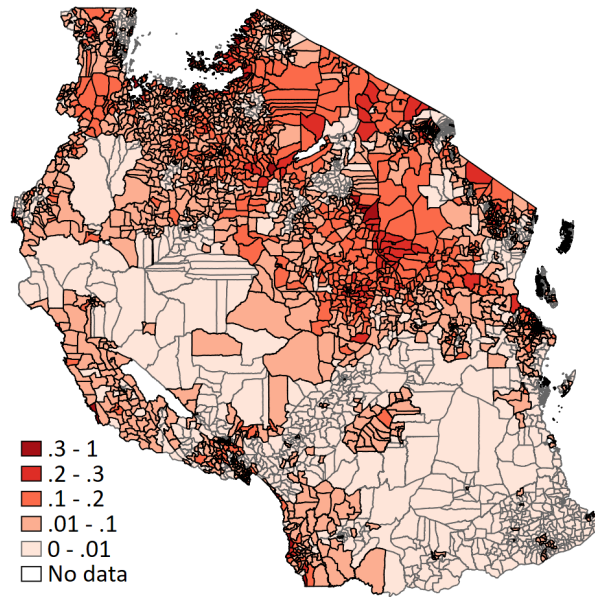 .3 - 1
.2 - .3
.1 - .2
.01 - .1
0 - .01
No data